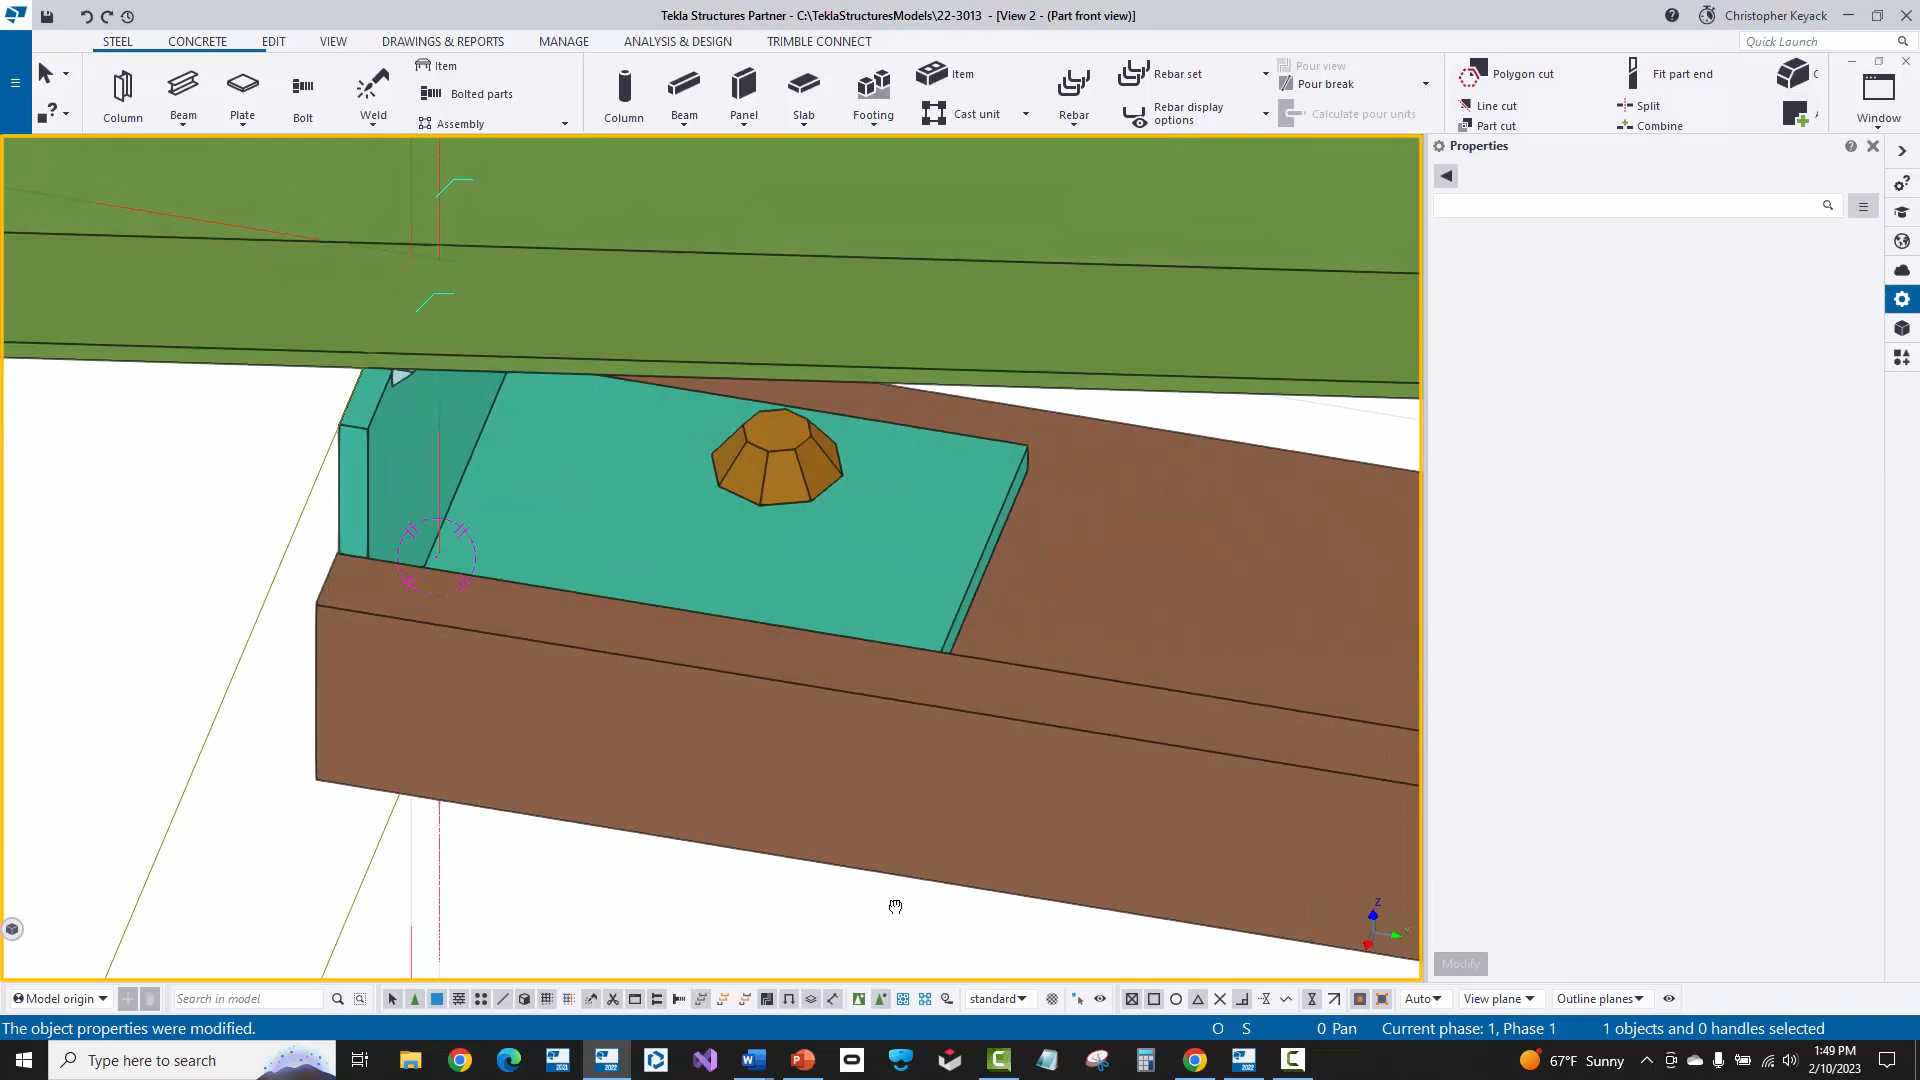 Tekla Structures Partner - C:\TeklaStructuresModels\22-3013 - [View 2 - (Part front view)]
Christopher Keyack
STEEL CONCRETE EDIT VIEW DRAWINGS & REPORTS MANAGE ANALYSIS & DESIGN TRIMBLE CONNECT
Quick Launch
Column Beam Plate Bolt Weld
Item
Bolted parts
Assembly
Column Beam Panel Slab Footing
Item
Cast unit
Rebar
Rebar set
Rebar display options
Pour view
Pour break
Calculate pour units
Polygon cut
Line cut
Part cut
Fit part end
Split
Combine
Window
Properties
Z
Modify
Model origin
Search in model
standard
Auto
View plane
Outline planes
The object properties were modified.
O S 0 Pan Current phase: 1, Phase 1 1 objects and 0 handles selected
Type here to search
2021
2022
2022
67°F Sunny
1:49 PM
2/10/2023